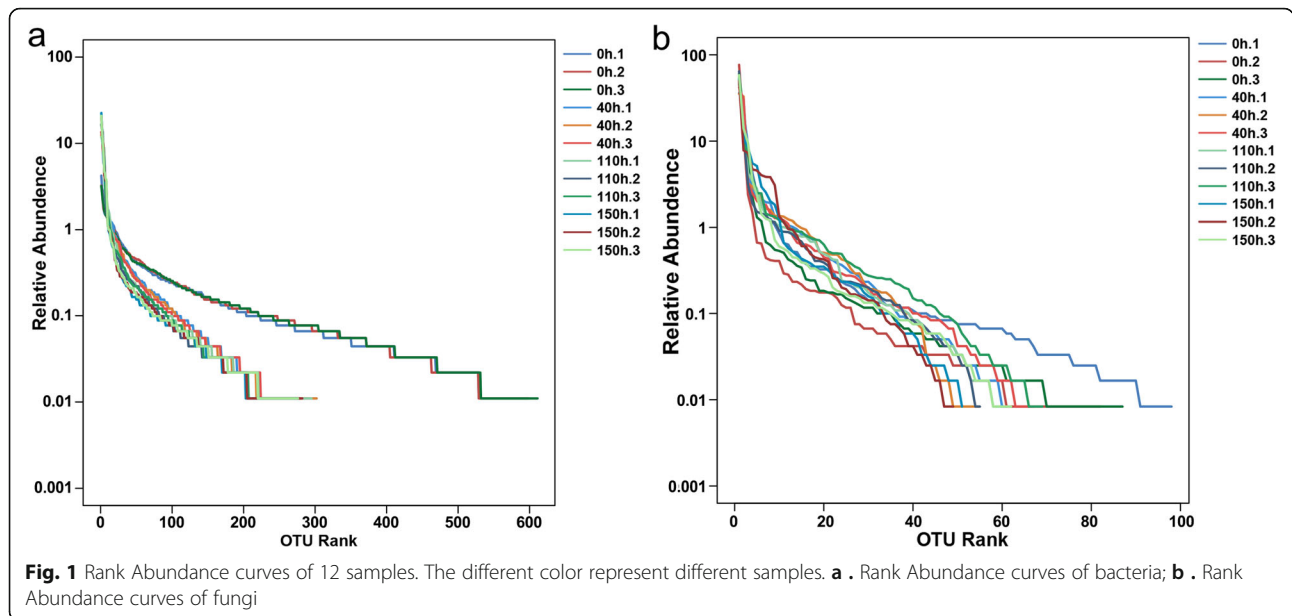 a
100
10
1
0.1
0.01
0.001
Relative Abundance
0 100 200 300 400 500 600
OTU Rank
0h.1
0h.2
0h.3
40h.1
40h.2
40h.3
110h.1
110h.2
110h.3
150h.1
150h.2
150h.3
b
100
10
1
0.1
0.01
0.001
Relative Abundance
0 20 40 60 80 100
OTU Rank
0h.1
0h.2
0h.3
40h.1
40h.2
40h.3
110h.1
110h.2
110h.3
150h.1
150h.2
150h.3
Fig. 1 Rank Abundance curves of 12 samples. The different color represent different samples. a . Rank Abundance curves of bacteria; b . Rank
Abundance curves of fungi